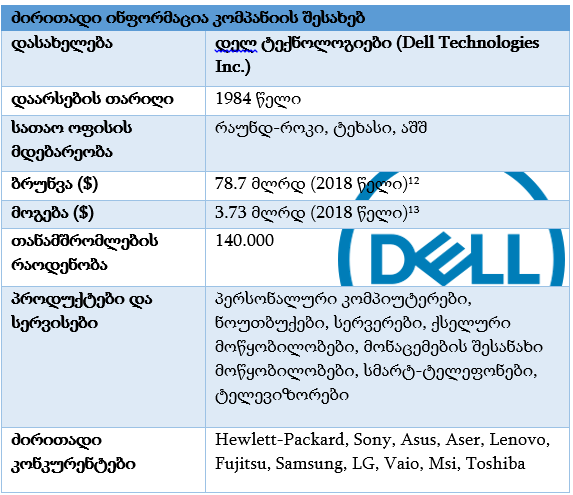 ძირითადი ინფორმაცია კომპანიის შესახებ
დასახელება
დელ ტექნოლოგიები (Dell Technologies
Inc.)
დაარსების თარიღი
1984 წელი
სათაო ოფისის
მდებარეობა
რაუნდ-როკი, ტეხასი, აშშ
ბრუნვა ($)
78.7 მლრდ (2018 წელი)¹²
მოგება ($)
3.73 მლრდ (2018 წელი)¹³
თანამშრომლების
რაოდენობა
140.000
DELL
პროდუქტები და
სერვისები
პერსონალური კომპიუტერები,
ნოუთბუქები, სერვერები, ქსელური
მოწყობილობები, მონაცემების შესანახი
მოწყობილობები, სმარტ-ტელეფონები,
ტელევიზორები
ძირითადი
კონკურენტები
Hewlett-Packard, Sony, Asus, Aser, Lenovo,
Fujitsu, Samsung, LG, Vaio, Msi, Toshiba